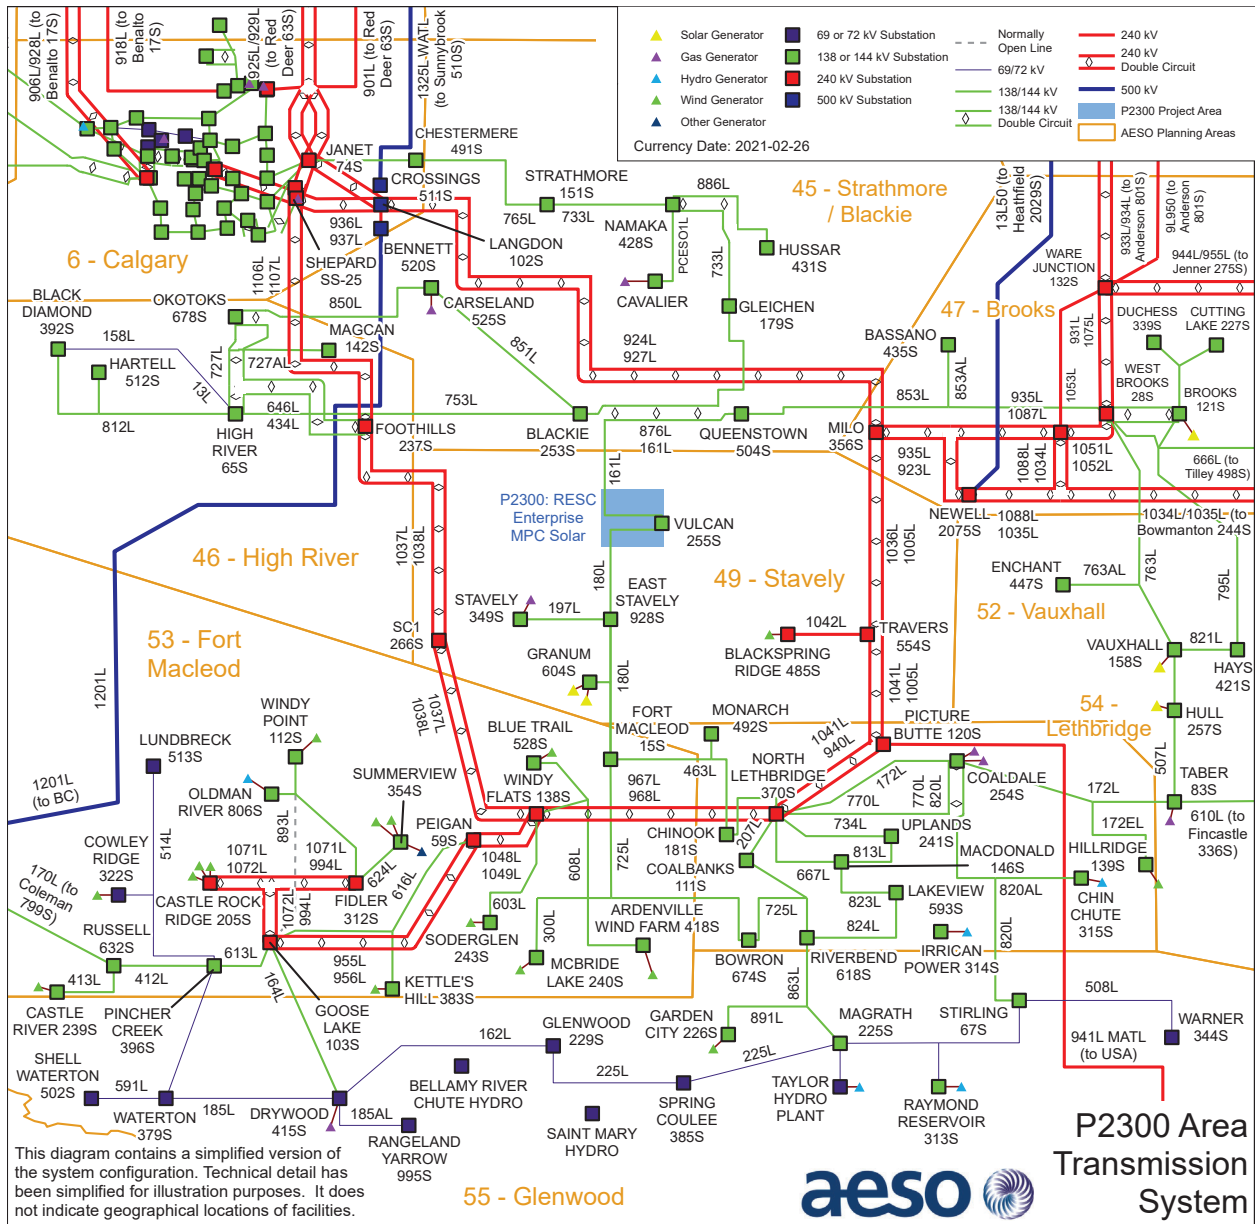 906L/928L (to
Benalto 17S)
918L (to
Benalto
17S)
925L/929L
(to Red
Deer 63S)
901L (to Red
Deer 63S)
1325L WATL
(to Sunnybrook
510S)
Solar Generator
Gas Generator
Hydro Generator
Wind Generator
Other Generator
69 or 72 kV Substation
138 or 144 kV Substation
240 kV Substation
500 kV Substation
Normally
Open Line
69/72 kV
138/144 kV
138/144 kV
Double Circuit
240 kV
240 kV
Double Circuit
500 kV
P2300 Project Area
AESO Planning Areas
Currency Date: 2021-02-26
JANET
74S
CHESTERMERE
491S
CROSSINGS
511S
STRATHMORE
151S
765L
733L
886L
NAMAKA
428S
PCESO1L
733L
HUSSAR
431S
CAVALIER
GLEICHEN
179S
45 - Strathmore
/ Blackie
13L50 (to
Heathfield
2029S)
933L/934L (to
Anderson 801S)
9L950 (to
Anderson
801S)
WARE
JUNCTION
132S
944L/955L (to
Jenner 275S)
936L
937L
BENNETT
520S
LANGDON
102S
SHEPARD
SS-25
1106L
1107L
6 - Calgary
BLACK
DIAMOND
392S
OKOTOKS
678S
850L
CARSELAND
525S
MAGCAN
142S
158L
HARTELL
512S
13L
727L
727AL
851L
924L
927L
BASSANO
435S
47 - Brooks
931L
1075L
DUCHESS
339S
CUTTING
LAKE 227S
WEST
BROOKS
28S
BROOKS
121S
853AL
1053L
812L
HIGH
RIVER
65S
646L
434L
753L
FOOTHILLS
237S
BLACKIE
253S
876L
161L
QUEENSTOWN
504S
853L
935L
1087L
MILO
356S
935L
923L
1088L
1034L
1051L
1052L
666L (to
Tilley 498S)
161L
P2300: RESC
Enterprise
MPC Solar
VULCAN
255S
NEWELL
2075S
1088L
1035L
1034L/1035L (to
Bowmanton 244S)
46 - High River
1037L
1038L
180L
49 - Stavely
1036L
1005L
ENCHANT
447S
763AL
763L
795L
52 - Vauxhall
STAVELY
349S
197L
EAST
STAVELY
928S
SC1
266S
53 - Fort
Macleod
1042L
BLACKSPRING
RIDGE 485S
TRAVERS
554S
VAUXHALL
158S
821L
HAYS
421S
GRANUM
604S
180L
1041L
1005L
1201L
1037L
1038L
WINDY
POINT
112S
LUNDBRECK
513S
BLUE TRAIL
528S
FORT
MACLEOD
15S
MONARCH
492S
1041L
940L
PICTURE
BUTTE 120S
54 -
Lethbridge
HULL
257S
507L
1201L
(to BC)
OLDMAN
RIVER 806S
SUMMERVIEW
354S
WINDY
FLATS 138S
967L
968L
463L
NORTH
LETHBRIDGE
370S
172L
770L
770L
820L
COALDALE
254S
172L
TABER
83S
610L (to
Fincastle
336S)
893L
PEIGAN
59S
514L
COWLEY
RIDGE
322S
1071L
1072L
1071L
994L
624L
616L
1048L
1049L
608L
725L
CHINOOK
181S
207L
COALBANKS
111S
734L
813L
UPLANDS
241S
667L
MACDONALD
146S
172EL
HILLRIDGE
139S
170L (to
Coleman
799S)
CASTLE ROCK
RIDGE 205S
1072L
994L
FIDLER
312S
603L
300L
ARDENVILLE
WIND FARM 418S
725L
823L
824L
LAKEVIEW
593S
820AL
820L
CHIN
CHUTE
315S
RUSSELL
632S
613L
413L
412L
164L
955L
956L
SODERGLEN
243S
MCBRIDE
LAKE 240S
BOWRON
674S
RIVERBEND
618S
IRRICAN
POWER 314S
CASTLE
RIVER 239S
PINCHER
CREEK
396S
GOOSE
LAKE
103S
KETTLE'S
HILL 383S
863L
GARDEN
CITY 226S
891L
MAGRATH
225S
STIRLING
67S
508L
WARNER
344S
SHELL
WATERTON
502S
591L
162L
GLENWOOD
229S
225L
225L
941L MATL
(to USA)
BELLAMY RIVER
CHUTE HYDRO
185L
WATERTON
379S
DRYWOOD
415S
185AL
RANGELAND
YARROW
995S
SAINT MARY
HYDRO
SPRING
COULEE
385S
TAYLOR
HYDRO
PLANT
RAYMOND
RESERVOIR
313S
This diagram contains a simplified version of
the system configuration. Technical detail has
been simplified for illustration purposes. It does
not indicate geographical locations of facilities.
55 - Glenwood
aeso
P2300 Area
Transmission
System